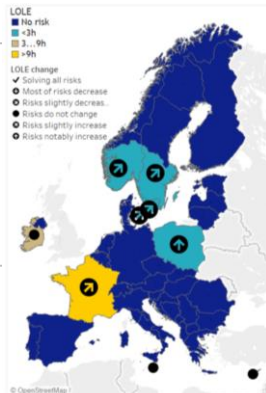 LOLE
No risk
<3h
3...9h
>9h
LOLE change
Solving all risks
Most of risks decrease
Risks slightly decreas..
Risks do not change
Risks slightly increase
Risks notably increase
© OpenStreetMap